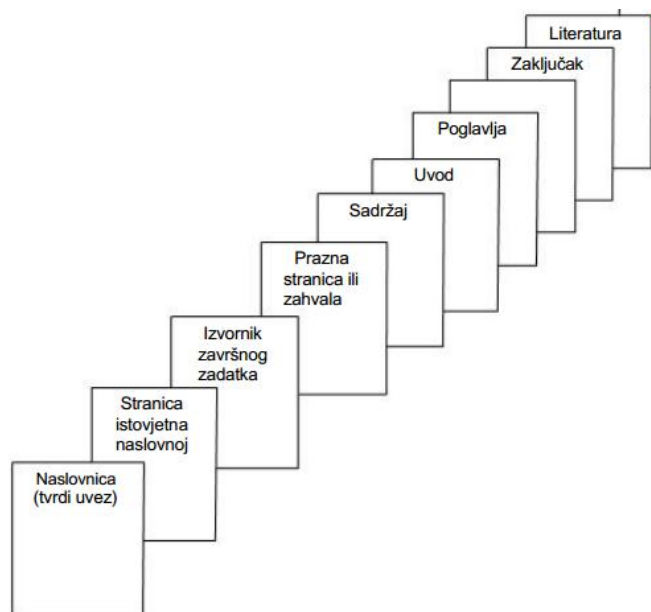 Literatura
Zaključak
Poglavlja
Uvod
Sadržaj
Prazna
stranica ili
zahvala
Izvornik
završnog
zadatka
Stranica
istovjetna
naslovnoj
Naslovnica
(tvrdi uvez)